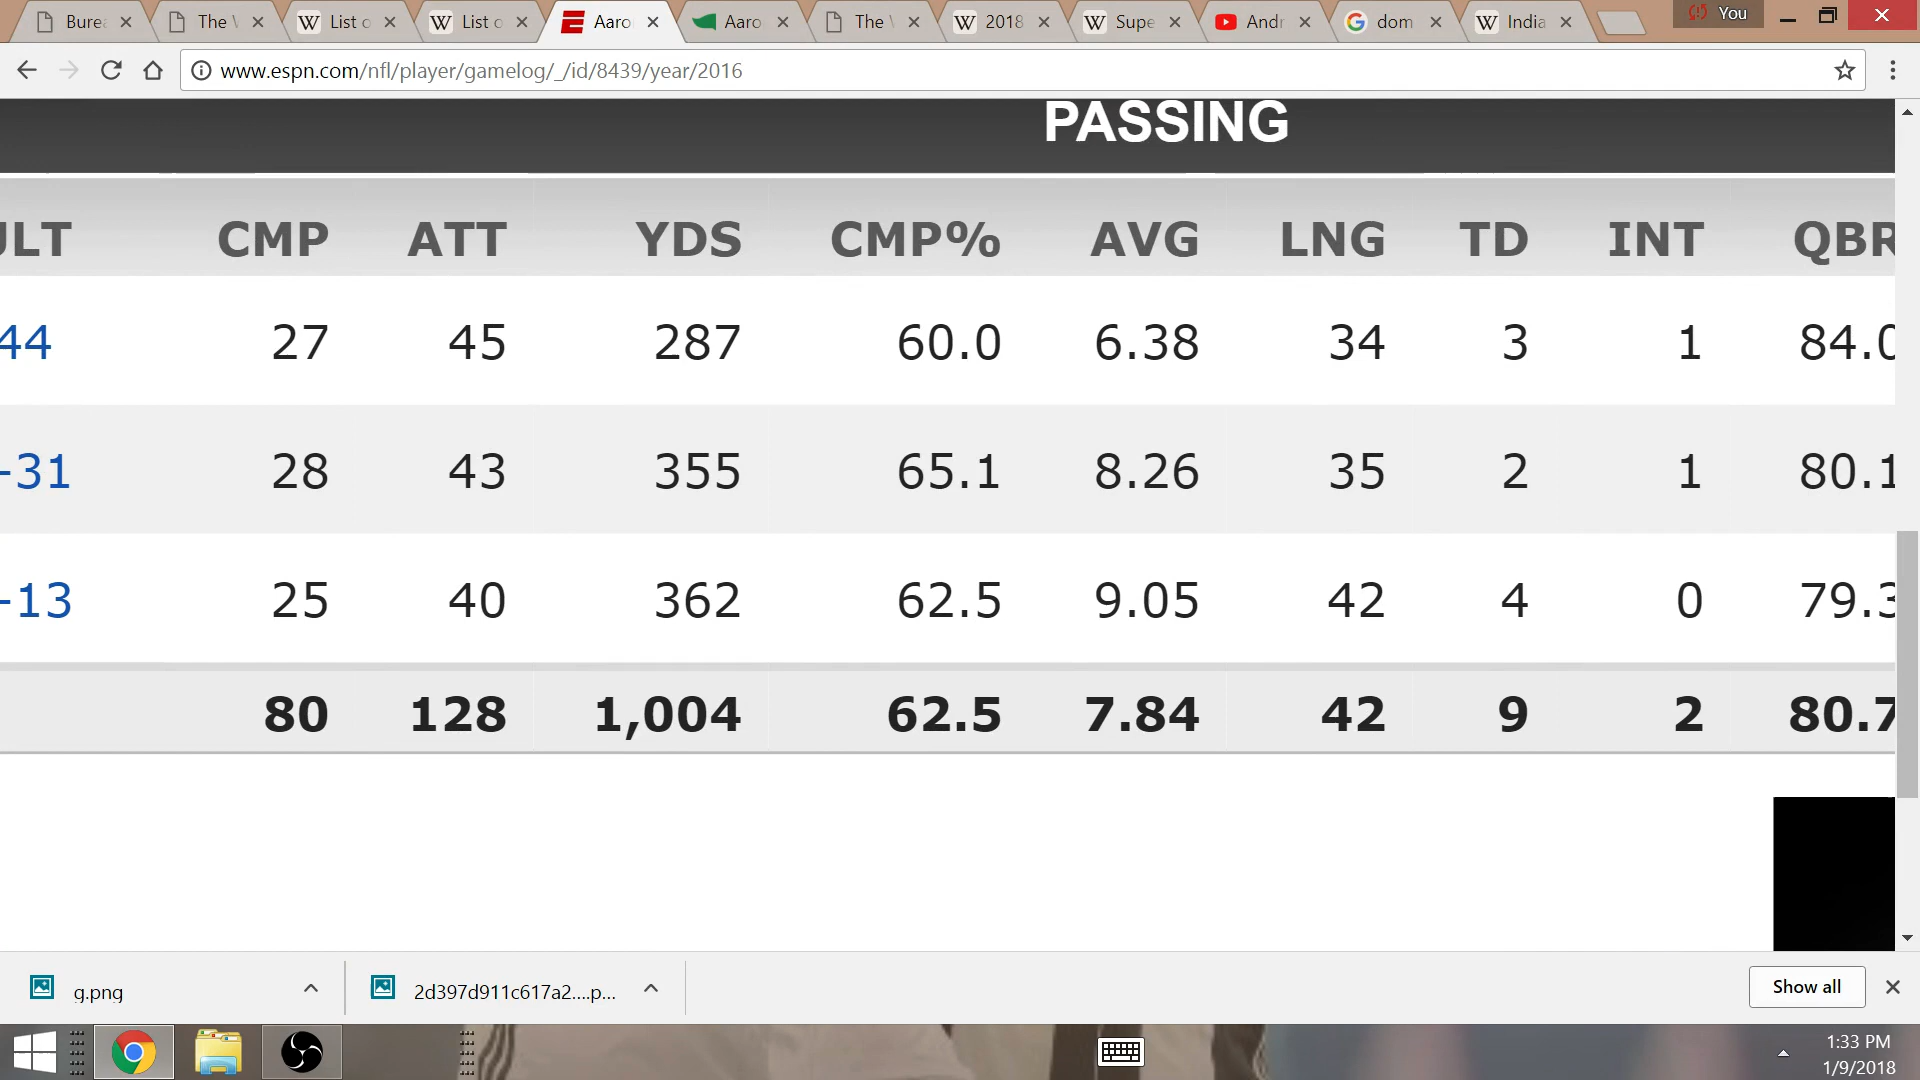 Burea The V List o List o Aaro Aaro The V 2018 Supe Andr dom India You
www.espn.com/nfl/player/gamelog/_/id/8439/year/2016
PASSING
ULT CMP ATT YDS CMP% AVG LNG TD INT QBR
44 27 45 287 60.0 6.38 34 3 1 84.0
-31 28 43 355 65.1 8.26 35 2 1 80.1
-13 25 40 362 62.5 9.05 42 4 0 79.3
80 128 1,004 62.5 7.84 42 9 2 80.7
g.png 2d397d911c617a2....p... Show all
1:33 PM
1/9/2018